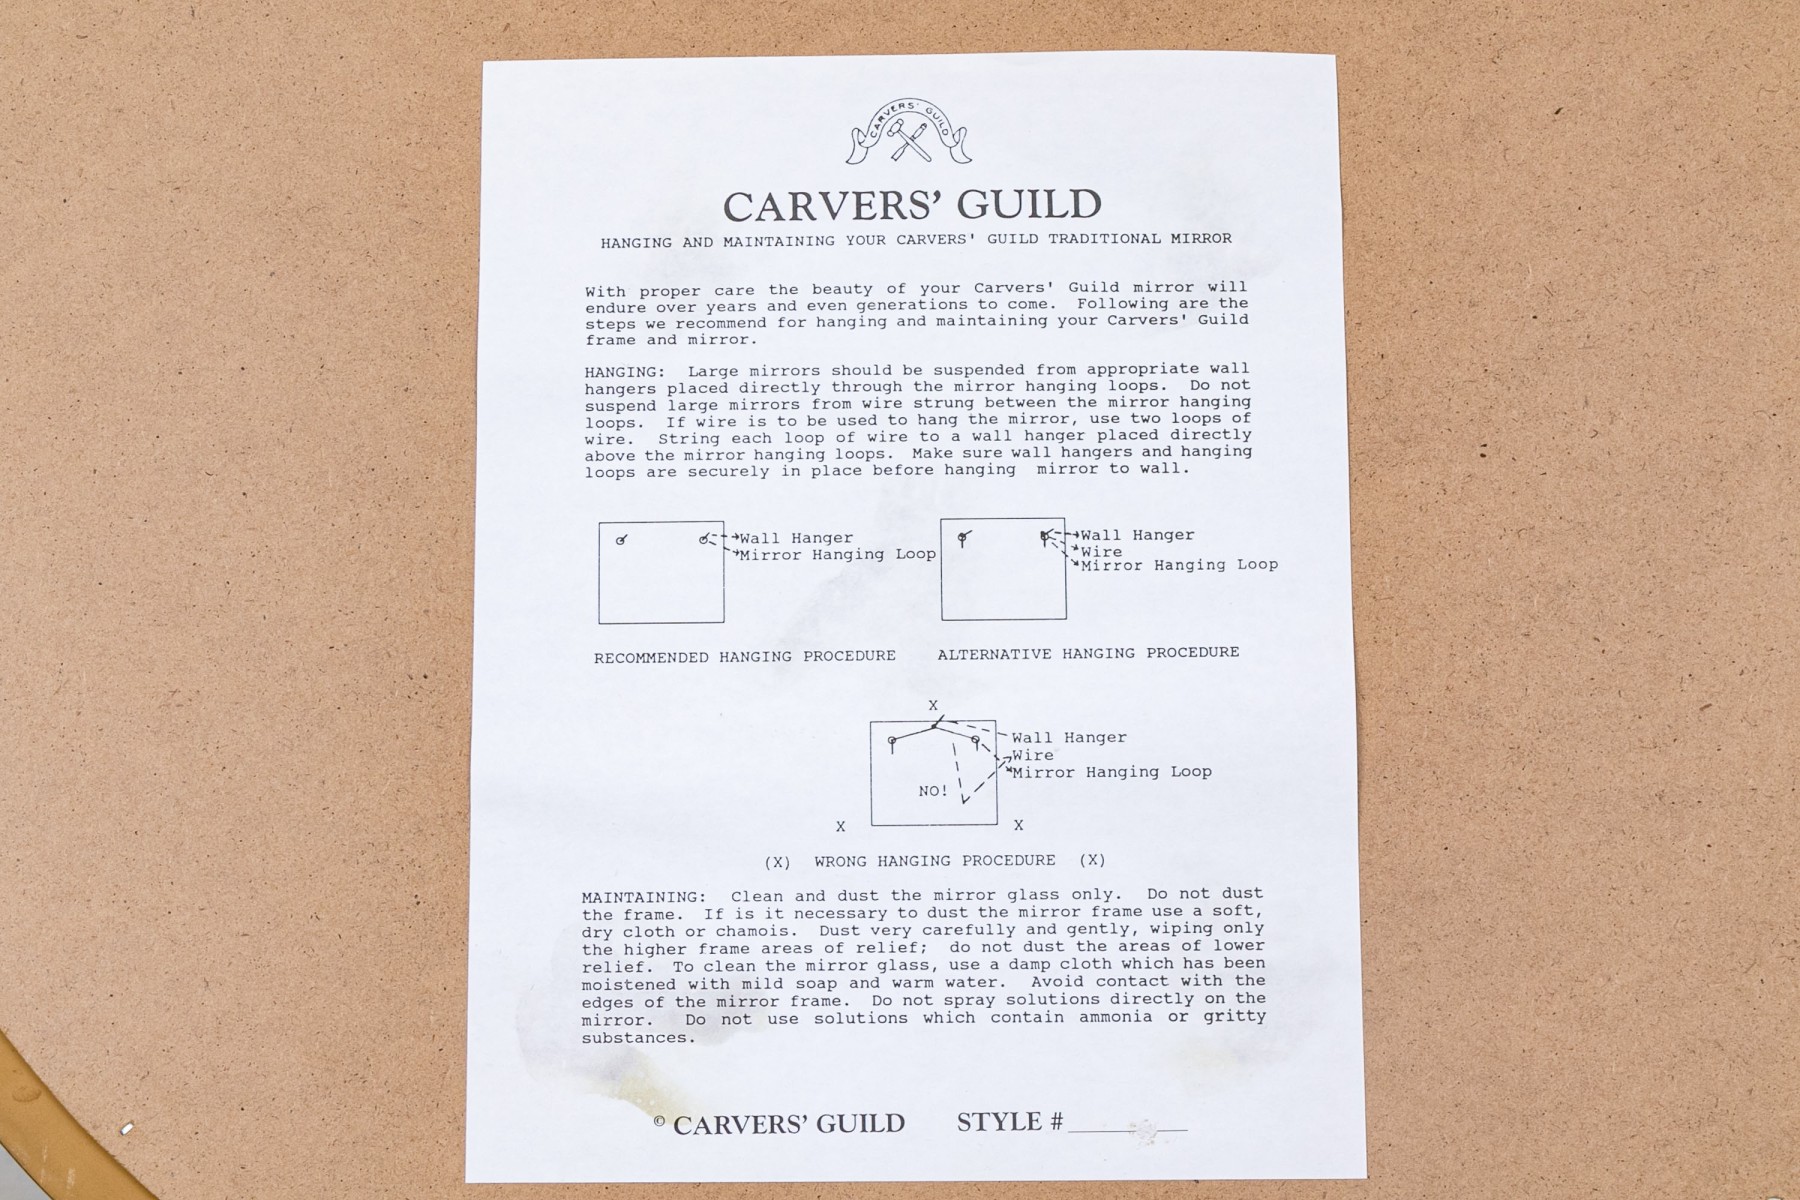 CARVERS' GUILD
CARVERS' GUILD
HANGING AND MAINTAINING YOUR CARVERS' GUILD TRADITIONAL MIRROR
With proper care the beauty of your Carvers' Guild mirror will
endure over years and even generations to come. Following are the
steps we recommend for hanging and maintaining your Carvers' Guild
frame and mirror.
HANGING: Large mirrors should be suspended from appropriate wall
hangers placed directly through the mirror hanging loops. Do not
suspend large mirrors from wire strung between the mirror hanging
loops. If wire is to be used to hang the mirror, use two loops of
wire. String each loop of wire to a wall hanger placed directly
above the mirror hanging loops. Make sure wall hangers and hanging
loops are securely in place before hanging mirror to wall.
Wall Hanger
Mirror Hanging Loop
RECOMMENDED HANGING PROCEDURE
Wall Hanger
Wire
Mirror Hanging Loop
ALTERNATIVE HANGING PROCEDURE
X
Wall Hanger
Wire
Mirror Hanging Loop
NO!
X X
(X) WRONG HANGING PROCEDURE (X)
MAINTAINING: Clean and dust the mirror glass only. Do not dust
the frame. If is it necessary to dust the mirror frame use a soft,
dry cloth or chamois. Dust very carefully and gently, wiping only
the higher frame areas of relief; do not dust the areas of lower
relief. To clean the mirror glass, use a damp cloth which has been
moistened with mild soap and warm water. Avoid contact with the
edges of the mirror frame. Do not spray solutions directly on the
mirror. Do not use solutions which contain ammonia or gritty
substances.
© CARVERS' GUILD STYLE #